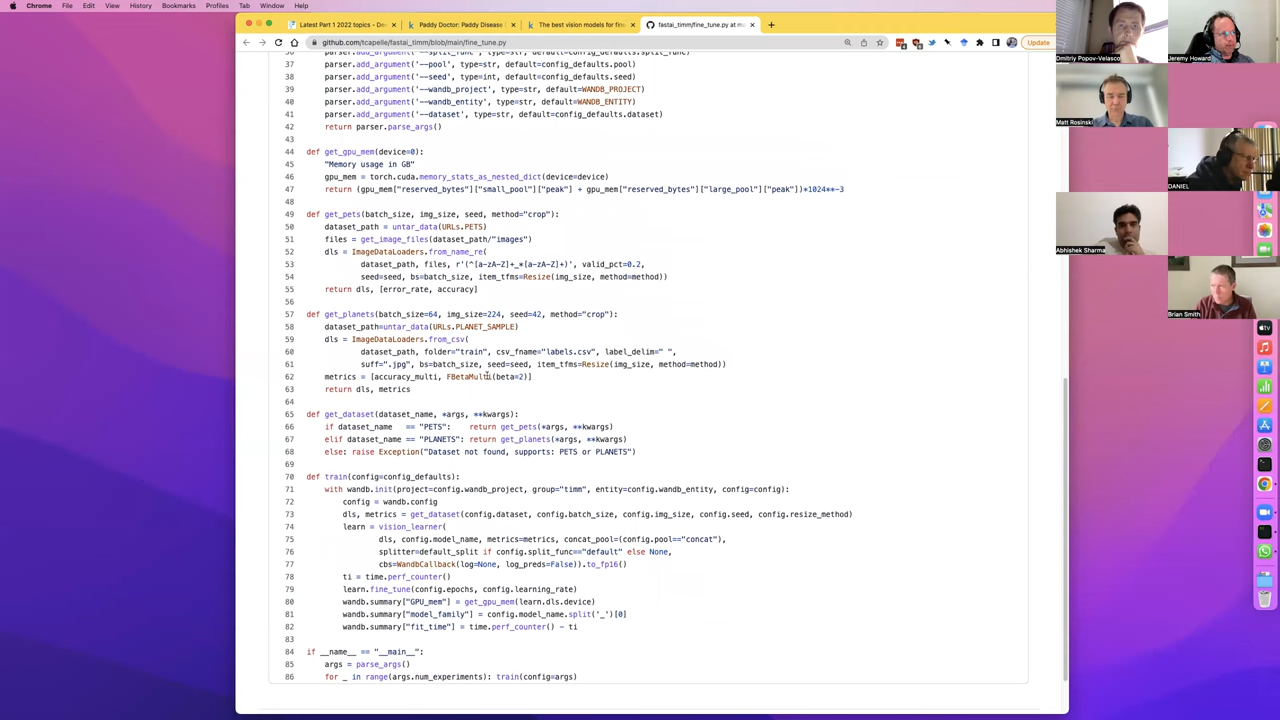 Chrome File Edit View History Bookmarks Profiles Tab Window Help
Latest Part 1 2022 topics - De
Paddy Doctor: Paddy Disease
The best vision models for fine
fastai_timm/fine_tune.py at m
github.com/tcapelle/fastai_timm/blob/main/fine_tune.py
Update
36 parser.add_argument('--split_func', type=str, default=config_defaults.split_func)
37 parser.add_argument('--pool', type=str, default=config_defaults.pool)
38 parser.add_argument('--seed', type=int, default=config_defaults.seed)
39 parser.add_argument('--wandb_project', type=str, default=WANDB_PROJECT)
40 parser.add_argument('--wandb_entity', type=str, default=WANDB_ENTITY)
41 parser.add_argument('--dataset', type=str, default=config_defaults.dataset)
42 return parser.parse_args()
43
44 def get_gpu_mem(device=0):
45 "Memory usage in GB"
46 gpu_mem = torch.cuda.memory_stats_as_nested_dict(device=device)
47 return (gpu_mem["reserved_bytes"]["small_pool"]["peak"] + gpu_mem["reserved_bytes"]["large_pool"]["peak"])*1024**-3
48
49 def get_pets(batch_size, img_size, seed, method="crop"):
50 dataset_path = untar_data(URLs.PETS)
51 files = get_image_files(dataset_path/"images")
52 dls = ImageDataLoaders.from_name_re(
53 dataset_path, files, r'(^[a-zA-Z]+_*[a-zA-Z]+)', valid_pct=0.2,
54 seed=seed, bs=batch_size, item_tfms=Resize(img_size, method=method))
55 return dls, [error_rate, accuracy]
56
57 def get_planets(batch_size=64, img_size=224, seed=42, method="crop"):
58 dataset_path=untar_data(URLs.PLANET_SAMPLE)
59 dls = ImageDataLoaders.from_csv(
60 dataset_path, folder="train", csv_fname="labels.csv", label_delim=" ",
61 suff=".jpg", bs=batch_size, seed=seed, item_tfms=Resize(img_size, method=method))
62 metrics = [accuracy_multi, FBetaMulti(beta=2)]
63 return dls, metrics
64
65 def get_dataset(dataset_name, *args, **kwargs):
66 if dataset_name == "PETS": return get_pets(*args, **kwargs)
67 elif dataset_name == "PLANETS": return get_planets(*args, **kwargs)
68 else: raise Exception("Dataset not found, supports: PETS or PLANETS")
69
70 def train(config=config_defaults):
71 with wandb.init(project=config.wandb_project, group="timm", entity=config.wandb_entity, config=config):
72 config = wandb.config
73 dls, metrics = get_dataset(config.dataset, config.batch_size, config.img_size, config.seed, config.resize_method)
74 learn = vision_learner(
75 dls, config.model_name, metrics=metrics, concat_pool=(config.pool=="concat"),
76 splitter=default_split if config.split_func=="default" else None,
77 cbs=WandbCallback(log=None, log_preds=False)).to_fp16()
78 ti = time.perf_counter()
79 learn.fine_tune(config.epochs, config.learning_rate)
80 wandb.summary["GPU_mem"] = get_gpu_mem(learn.dls.device)
81 wandb.summary["model_family"] = config.model_name.split('_')[0]
82 wandb.summary["fit_time"] = time.perf_counter() - ti
83
84 if __name__ == "__main__":
85 args = parse_args()
86 for _ in range(args.num_experiments): train(config=args)
Dmitriy Popov-Velasco
Jeremy Howard
Matt Rosinski
DANIEL
Abhishek Sharma
Brian Smith